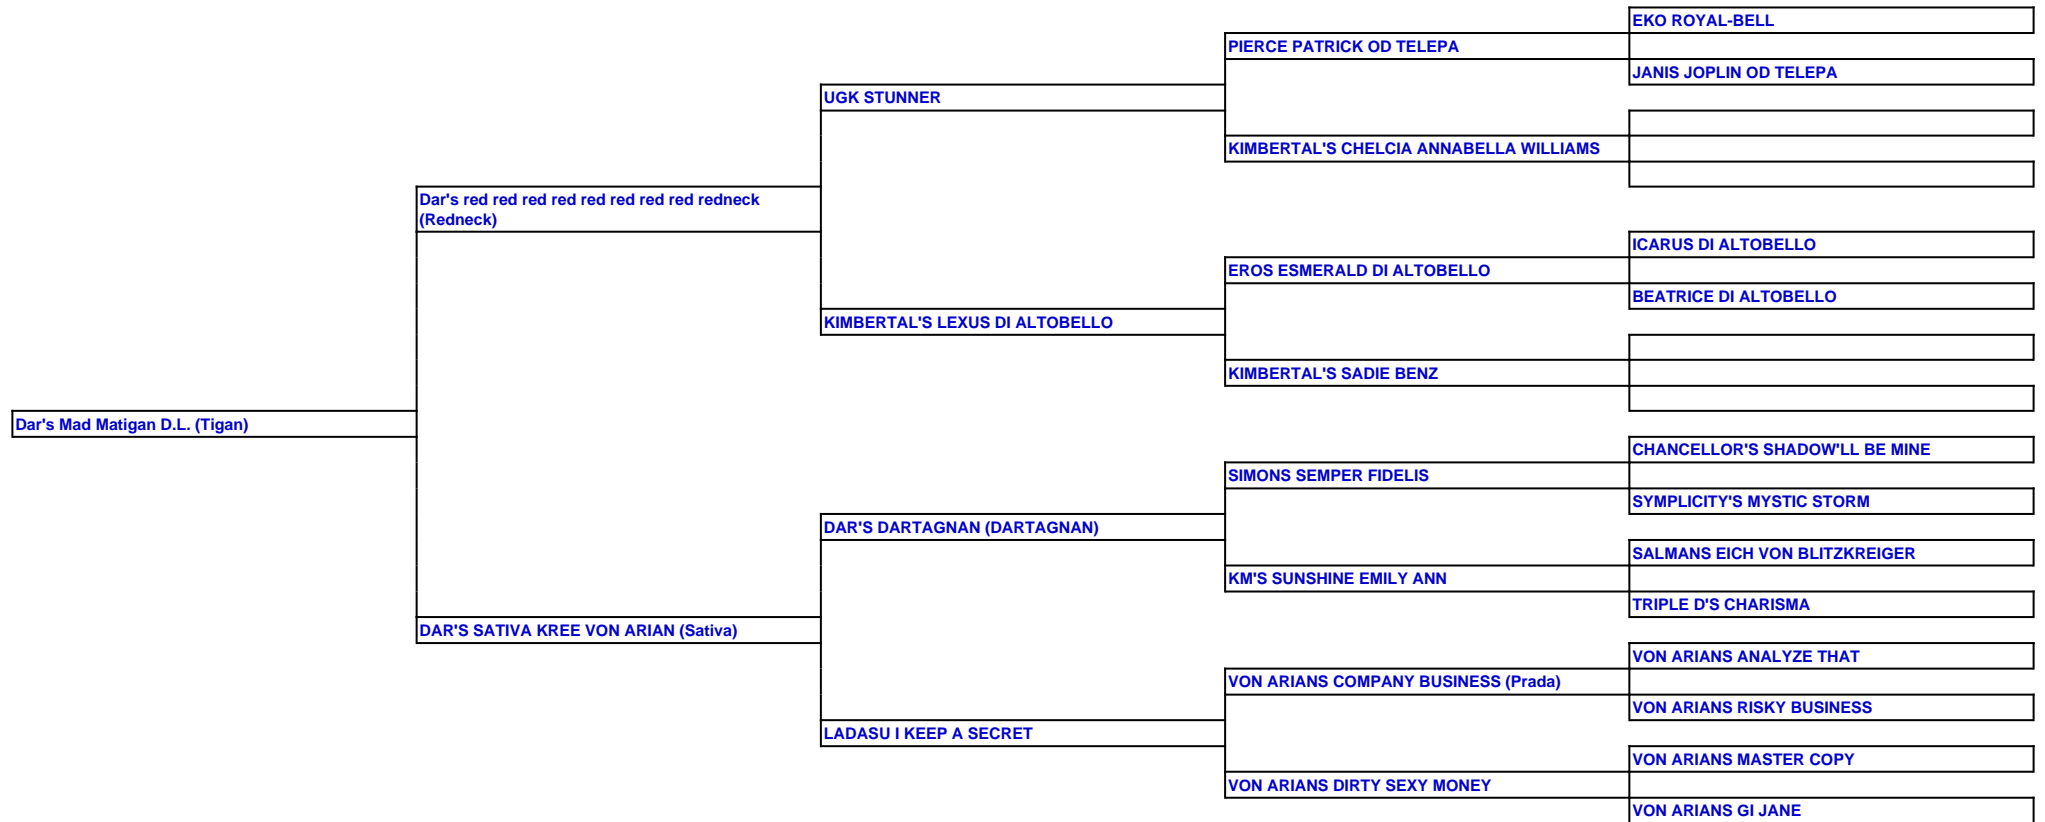 EKO ROYAL-BELL
PIERCE PATRICK OD TELEPA
JANIS JOPLIN OD TELEPA
UGK STUNNER
KIMBERTAL'S CHELCIA ANNABELLA WILLIAMS
Dar's red red red red red red red red redneck
(Redneck)
ICARUS DI ALTOBELLO
EROS ESMERALD DI ALTOBELLO
BEATRICE DI ALTOBELLO
KIMBERTAL'S LEXUS DI ALTOBELLO
KIMBERTAL'S SADIE BENZ
Dar's Mad Matigan D.L. (Tigan)
CHANCELLOR'S SHADOW'LL BE MINE
SIMONS SEMPER FIDELIS
SYMPLICITY'S MYSTIC STORM
DAR'S DARTAGNAN (DARTAGNAN)
SALMANS EICH VON BLITZKREIGER
KM'S SUNSHINE EMILY ANN
TRIPLE D'S CHARISMA
DAR'S SATIVA KREE VON ARIAN (Sativa)
VON ARIANS ANALYZE THAT
VON ARIANS COMPANY BUSINESS (Prada)
VON ARIANS RISKY BUSINESS
LADASU I KEEP A SECRET
VON ARIANS MASTER COPY
VON ARIANS DIRTY SEXY MONEY
VON ARIANS GI JANE